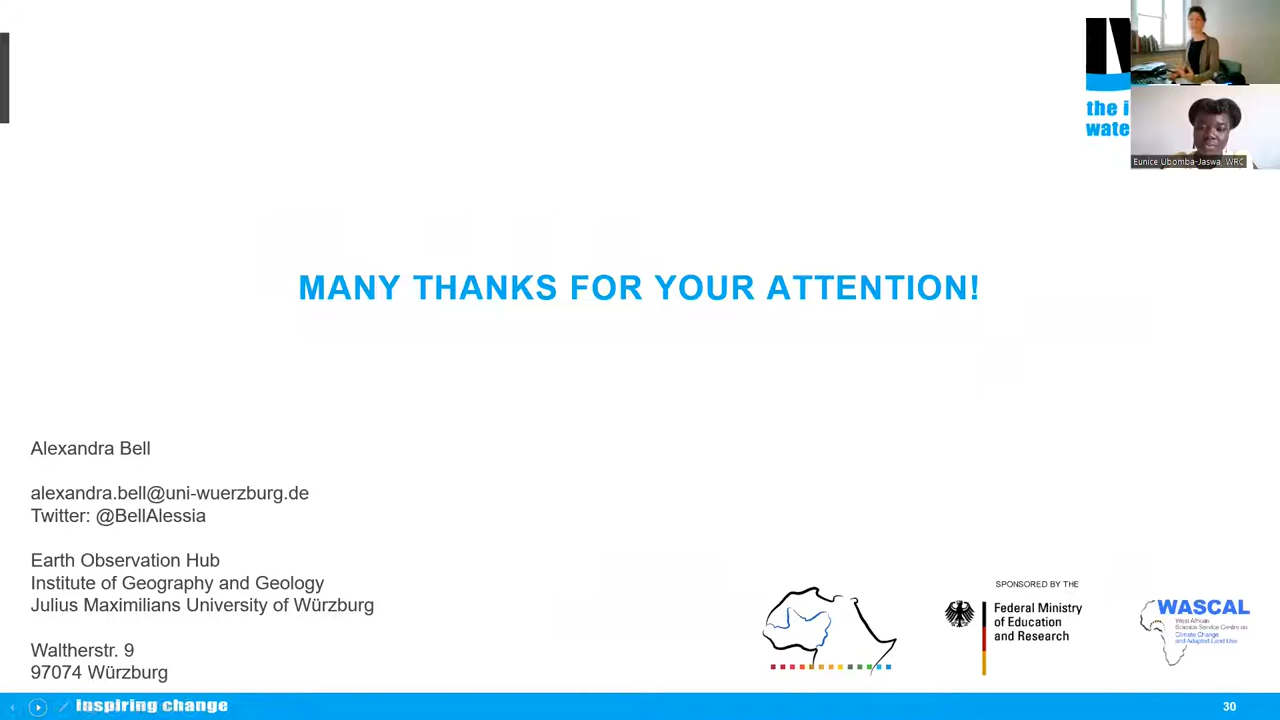 the i
wate
Eunice Ubomba-Jaswa, WRC
MANY THANKS FOR YOUR ATTENTION!
Alexandra Bell
alexandra.bell@uni-wuerzburg.de
Twitter: @BellAlessia
Earth Observation Hub
Institute of Geography and Geology
Julius Maximilians University of Würzburg
Waltherstr. 9
97074 Würzburg
SPONSORED BY THE
Federal Ministry
of Education
and Research
WASCAL
West African
Science Service Centre on
Climate Change
and Adapted Land Use
Inspiring change
30